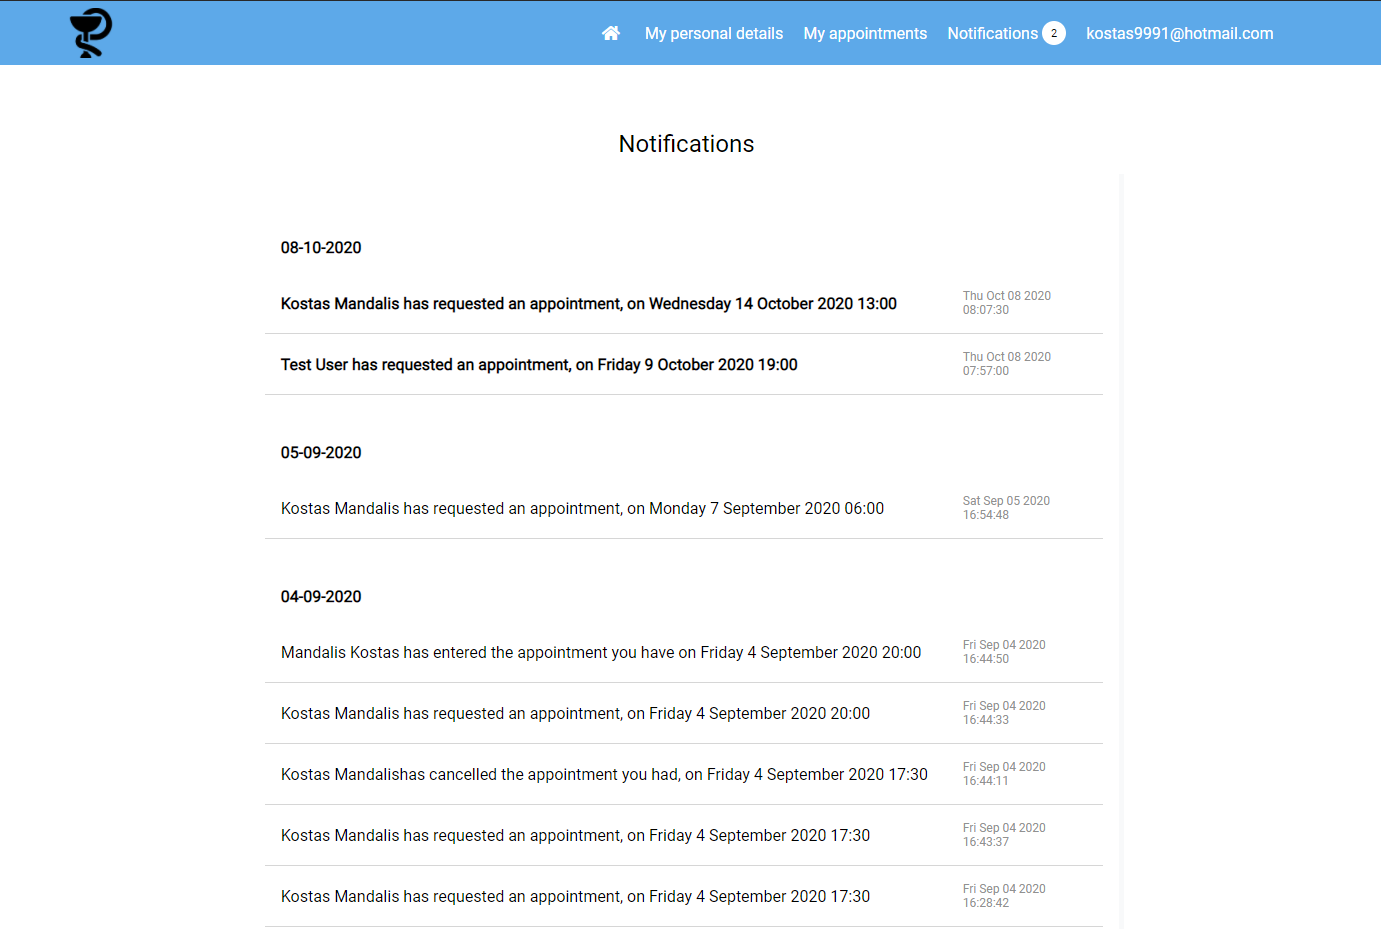 My personal details My appointments Notifications 2 kostas9991@hotmail.com
Notifications
08-10-2020
Kostas Mandalis has requested an appointment, on Wednesday 14 October 2020 13:00
Thu Oct 08 2020
08:07:30
Test User has requested an appointment, on Friday 9 October 2020 19:00
Thu Oct 08 2020
07:57:00
05-09-2020
Kostas Mandalis has requested an appointment, on Monday 7 September 2020 06:00
Sat Sep 05 2020
16:54:48
04-09-2020
Mandalis Kostas has entered the appointment you have on Friday 4 September 2020 20:00
Fri Sep 04 2020
16:44:50
Kostas Mandalis has requested an appointment, on Friday 4 September 2020 20:00
Fri Sep 04 2020
16:44:33
Kostas Mandalishas cancelled the appointment you had, on Friday 4 September 2020 17:30
Fri Sep 04 2020
16:44:11
Kostas Mandalis has requested an appointment, on Friday 4 September 2020 17:30
Fri Sep 04 2020
16:43:37
Kostas Mandalis has requested an appointment, on Friday 4 September 2020 17:30
Fri Sep 04 2020
16:28:42